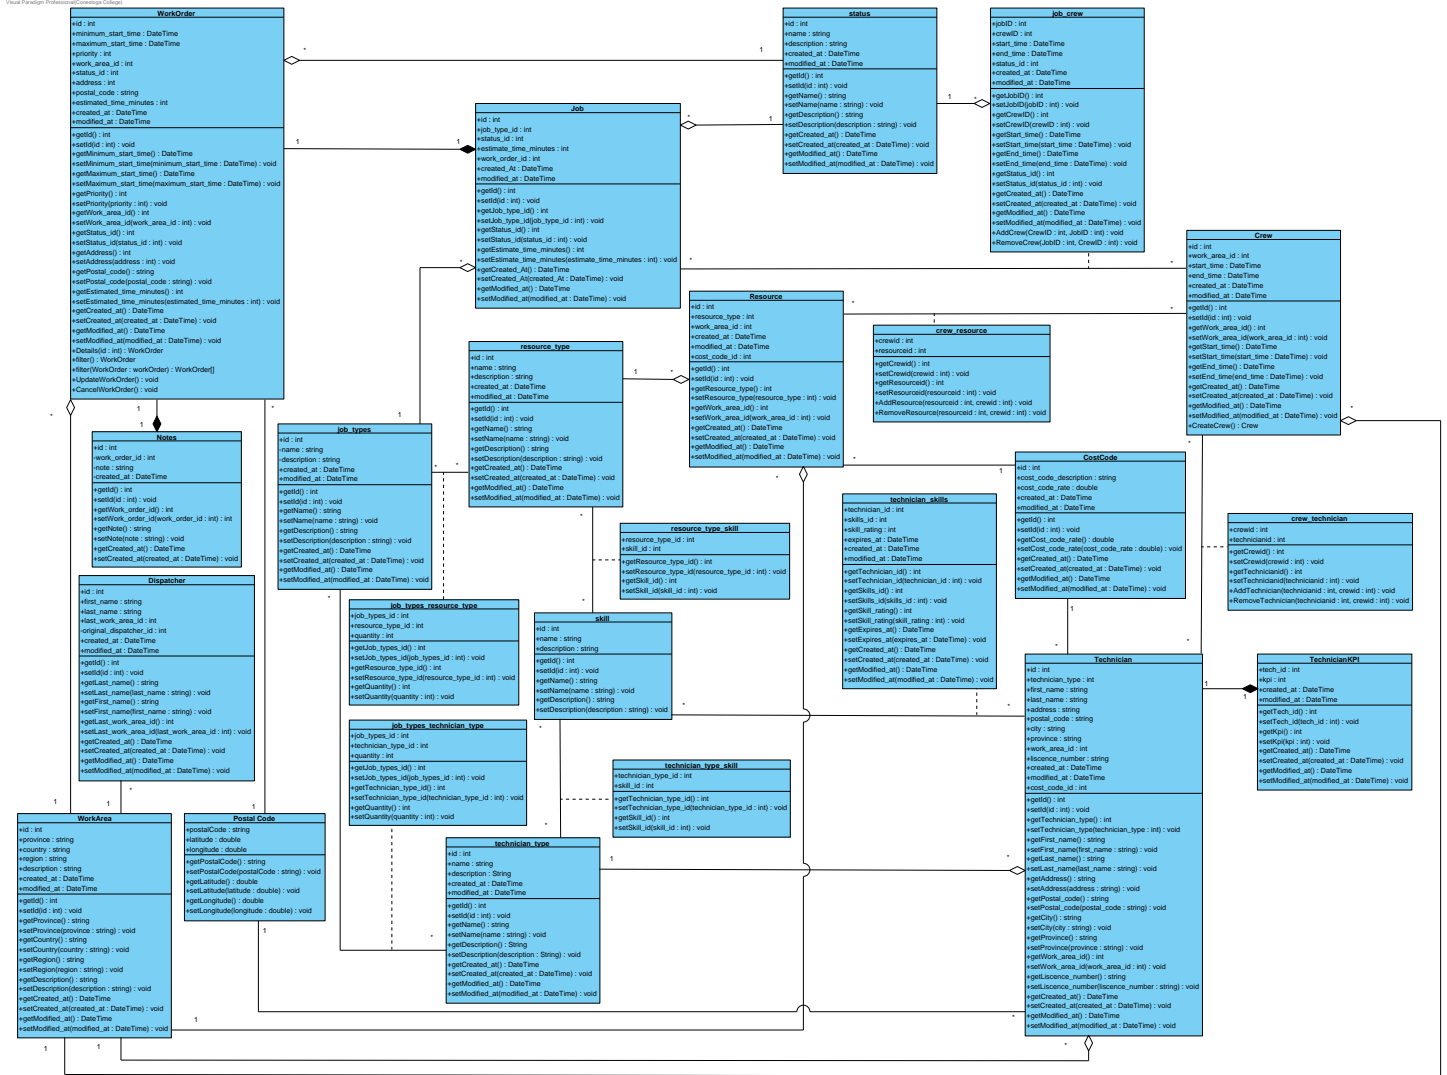 Visual Paradigm Professional(Conestoga College)
WorkOrder
+id : int
+minimum_start_time : DateTime
+maximum_start_time : DateTime
+priority : int
+work_area_id : int
+status_id : int
+address : int
+postal_code : string
+estimated_time_minutes : int
+created_at : DateTime
+modified_at : DateTime
+getId() : int
+setId(id : int) : void
+getMinimum_start_time() : DateTime
+setMinimum_start_time(minimum_start_time : DateTime) : void
+getMaximum_start_time() : DateTime
+setMaximum_start_time(maximum_start_time : DateTime) : void
+getPriority() : int
+setPriority(priority : int) : void
+getWork_area_id() : int
+setWork_area_id(work_area_id : int) : void
+getStatus_id() : int
+setStatus_id(status_id : int) : void
+getAddress() : int
+setAddress(address : int) : void
+getPostal_code() : string
+setPostal_code(postal_code : string) : void
+getEstimated_time_minutes() : int
+setEstimated_time_minutes(estimated_time_minutes : int) : void
+getCreated_at() : DateTime
+setCreated_at(created_at : DateTime) : void
+getModified_at() : DateTime
+setModified_at(modified_at : DateTime) : void
+Details(id : int) : WorkOrder
+filter() : WorkOrder
+filter(WorkOrder : workOrder) : WorkOrder[]
+UpdateWorkOrder() : void
+CancelWorkOrder() : void
status
+id : int
+name : string
+description : string
+created_at : DateTime
+modified_at : DateTime
+getId() : int
+setId(id : int) : void
+getName() : string
+setName(name : string) : void
+getDescription() : string
+setDescription(description : string) : void
+getCreated_at() : DateTime
+setCreated_at(created_at : DateTime) : void
+getModified_at() : DateTime
+setModified_at(modified_at : DateTime) : void
job_crew
+jobID : int
+crewID : int
+start_time : DateTime
+end_time : DateTime
+status_id : int
+created_at : DateTime
+modified_at : DateTime
+getJobID() : int
+setJobID(jobID : int) : void
+getCrewID() : int
+setCrewID(crewID : int) : void
+getStart_time() : DateTime
+setStart_time(start_time : DateTime) : void
+getEnd_time() : DateTime
+setEnd_time(end_time : DateTime) : void
+getStatus_id() : int
+setStatus_id(status_id : int) : void
+getCreated_at() : DateTime
+setCreated_at(created_at : DateTime) : void
+getModified_at() : DateTime
+setModified_at(modified_at : DateTime) : void
+AddCrew(CrewID : int, JobID : int) : void
+RemoveCrew(JobID : int, CrewID : int) : void
Job
+id : int
+job_type_id : int
+status_id : int
+estimate_time_minutes : int
+work_order_id : int
+created_At : DateTime
+modified_at : DateTime
+getId() : int
+setId(id : int) : void
+getJob_type_id() : int
+setJob_type_id(job_type_id : int) : void
+getStatus_id() : int
+setStatus_id(status_id : int) : void
+getEstimate_time_minutes() : int
+setEstimate_time_minutes(estimate_time_minutes : int) : void
+getCreated_At() : DateTime
+setCreated_At(created_At : DateTime) : void
+getModified_at() : DateTime
+setModified_at(modified_at : DateTime) : void
Crew
+id : int
+work_area_id : int
+start_time : DateTime
+end_time : DateTime
+created_at : DateTime
+modified_at : DateTime
+getId() : int
+setId(id : int) : void
+getWork_area_id() : int
+setWork_area_id(work_area_id : int) : void
+getStart_time() : DateTime
+setStart_time(start_time : DateTime) : void
+getEnd_time() : DateTime
+setEnd_time(end_time : DateTime) : void
+getCreated_at() : DateTime
+setCreated_at(created_at : DateTime) : void
+getModified_at() : DateTime
+setModified_at(modified_at : DateTime) : void
+CreateCrew() : Crew
Resource
+id : int
+resource_type : int
+work_area_id : int
+created_at : DateTime
+modified_at : DateTime
+cost_code_id : int
+getId() : int
+setId(id : int) : void
+getResource_type() : int
+setResource_type(resource_type : int) : void
+getWork_area_id() : int
+setWork_area_id(work_area_id : int) : void
+getCreated_at() : DateTime
+setCreated_at(created_at : DateTime) : void
+getModified_at() : DateTime
+setModified_at(modified_at : DateTime) : void
crew_resource
+crewid : int
+resourceid : int
+getCrewid() : int
+setCrewid(crewid : int) : void
+getResourceid() : int
+setResourceid(resourceid : int) : void
+AddResource(resourceid : int, crewid : int) : void
+RemoveResource(resourceid : int, crewid : int) : void
resource_type
+id : int
+name : string
+description : string
+created_at : DateTime
+modified_at : DateTime
+getId() : int
+setId(id : int) : void
+getName() : string
+setName(name : string) : void
+getDescription() : string
+setDescription(description : string) : void
+getCreated_at() : DateTime
+setCreated_at(created_at : DateTime) : void
+getModified_at() : DateTime
+setModified_at(modified_at : DateTime) : void
job_types
+id : int
-name : string
-description : string
+created_at : DateTime
+modified_at : DateTime
+getId() : int
+setId(id : int) : void
+getName() : string
+setName(name : string) : void
+getDescription() : string
+setDescription(description : string) : void
+getCreated_at() : DateTime
+setCreated_at(created_at : DateTime) : void
+getModified_at() : DateTime
+setModified_at(modified_at : DateTime) : void
Notes
+id : int
-work_order_id : int
-note : string
-created_at : DateTime
+getId() : int
+setId(id : int) : void
+getWork_order_id() : int
+setWork_order_id(work_order_id : int) : int
+getNote() : string
+setNote(note : string) : void
+getCreated_at() : DateTime
+setCreated_at(created_at : DateTime) : void
CostCode
+id : int
+cost_code_description : string
+cost_code_rate : double
+created_at : DateTime
+modified_at : DateTime
+getId() : int
+setId(id : int) : void
+getCost_code_rate() : double
+setCost_code_rate(cost_code_rate : double) : void
+getCreated_at() : DateTime
+setCreated_at(created_at : DateTime) : void
+getModified_at() : DateTime
+setModified_at(modified_at : DateTime) : void
technician_skills
+technician_id : int
+skills_id : int
+skill_rating : int
+expires_at : DateTime
+created_at : DateTime
+modified_at : DateTime
+getTechnician_id() : int
+setTechnician_id(technician_id : int) : void
+getSkills_id() : int
+setSkills_id(skills_id : int) : void
+getSkill_rating() : int
+setSkill_rating(skill_rating : int) : void
+getExpires_at() : DateTime
+setExpires_at(expires_at : DateTime) : void
+getCreated_at() : DateTime
+setCreated_at(created_at : DateTime) : void
+getModified_at() : DateTime
+setModified_at(modified_at : DateTime) : void
crew_technician
+crewid : int
+technicianid : int
+getCrewid() : int
+setCrewid(crewid : int) : void
+getTechnicianid() : int
+setTechnicianid(technicianid : int) : void
+AddTechnician(technicianid : int, crewid : int) : void
+RemoveTechnician(technicianid : int, crewid : int) : void
resource_type_skill
+resource_type_id : int
+skill_id : int
+getResource_type_id() : int
+setResource_type_id(resource_type_id : int) : void
+getSkill_id() : int
+setSkill_id(skill_id : int) : void
Dispatcher
+id : int
+first_name : string
+last_name : string
+last_work_area_id : int
-original_dispatcher_id : int
+created_at : DateTime
+modified_at : DateTime
+getId() : int
+setId(id : int) : void
+getLast_name() : string
+setLast_name(last_name : string) : void
+getFirst_name() : string
+setFirst_name(first_name : string) : void
+getLast_work_area_id() : int
+setLast_work_area_id(last_work_area_id : int) : void
+getCreated_at() : DateTime
+setCreated_at(created_at : DateTime) : void
+getModified_at() : DateTime
+setModified_at(modified_at : DateTime) : void
job_types_resource_type
+job_types_id : int
+resource_type_id : int
+quantity : int
+getJob_types_id() : int
+setJob_types_id(job_types_id : int) : void
+getResource_type_id() : int
+setResource_type_id(resource_type_id : int) : void
+getQuantity() : int
+setQuantity(quantity : int) : void
skill
+id : int
+name : string
+description : string
+getId() : int
+setId(id : int) : void
+getName() : string
+setName(name : string) : void
+getDescription() : string
+setDescription(description : string) : void
Technician
+id : int
+technician_type : int
+first_name : string
+last_name : string
+address : string
+postal_code : string
+city : string
+province : string
+work_area_id : int
+liscence_number : string
+created_at : DateTime
+modified_at : DateTime
+cost_code_id : int
+getId() : int
+setId(id : int) : void
+getTechnician_type() : int
+setTechnician_type(technician_type : int) : void
+getFirst_name() : string
+setFirst_name(first_name : string) : void
+getLast_name() : string
+setLast_name(last_name : string) : void
+getAddress() : string
+setAddress(address : string) : void
+getPostal_code() : string
+setPostal_code(postal_code : string) : void
+getCity() : string
+setCity(city : string) : void
+getProvince() : string
+setProvince(province : string) : void
+getWork_area_id() : int
+setWork_area_id(work_area_id : int) : void
+getLiscence_number() : string
+setLiscence_number(liscence_number : string) : void
+getCreated_at() : DateTime
+setCreated_at(created_at : DateTime) : void
+getModified_at() : DateTime
+setModified_at(modified_at : DateTime) : void
TechnicianKPI
+tech_id : int
+kpi : int
+created_at : DateTime
+modified_at : DateTime
+getTech_id() : int
+setTech_id(tech_id : int) : void
+getKpi() : int
+setKpi(kpi : int) : void
+getCreated_at() : DateTime
+setCreated_at(created_at : DateTime) : void
+getModified_at() : DateTime
+setModified_at(modified_at : DateTime) : void
job_types_technician_type
+job_types_id : int
+technician_type_id : int
+quantity : int
+getJob_types_id() : int
+setJob_types_id(job_types_id : int) : void
+getTechnician_type_id() : int
+setTechnician_type_id(technician_type_id : int) : void
+getQuantity() : int
+setQuantity(quantity : int) : void
technician_type_skill
+technician_type_id : int
+skill_id : int
+getTechnician_type_id() : int
+setTechnician_type_id(technician_type_id : int) : void
+getSkill_id() : int
+setSkill_id(skill_id : int) : void
WorkArea
+id : int
+province : string
+country : string
+region : string
+description : string
+created_at : DateTime
+modified_at : DateTime
+getId() : int
+setId(id : int) : void
+getProvince() : string
+setProvince(province : string) : void
+getCountry() : string
+setCountry(country : string) : void
+getRegion() : string
+setRegion(region : string) : void
+getDescription() : string
+setDescription(description : string) : void
+getCreated_at() : DateTime
+setCreated_at(created_at : DateTime) : void
+getModified_at() : DateTime
+setModified_at(modified_at : DateTime) : void
Postal Code
+postalCode : string
+latitude : double
+longitude : double
+getPostalCode() : string
+setPostalCode(postalCode : string) : void
+getLatitude() : double
+setLatitude(latitude : double) : void
+getLongitude() : double
+setLongitude(longitude : double) : void
technician_type
+id : int
+name : string
+description : String
+created_at : DateTime
+modified_at : DateTime
+getId() : int
+setId(id : int) : void
+getName() : string
+setName(name : string) : void
+getDescription() : String
+setDescription(description : String) : void
+getCreated_at() : DateTime
+setCreated_at(created_at : DateTime) : void
+getModified_at() : DateTime
+setModified_at(modified_at : DateTime) : void